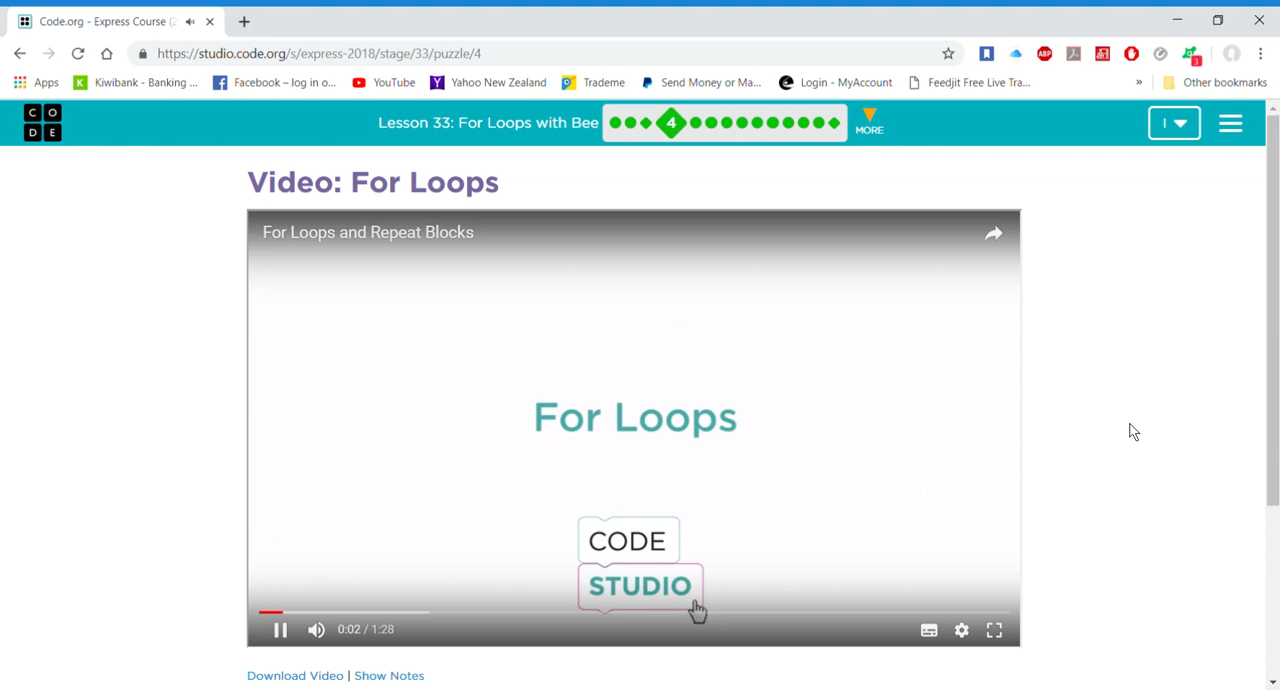 Code.org - Express Course (2
https://studio.code.org/s/express-2018/stage/33/puzzle/4
ABP
3
Apps
Kiwibank - Banking ...
Facebook – log in o...
YouTube
Yahoo New Zealand
Trademe
Send Money or Ma...
Login - MyAccount
Feedjit Free Live Tra...
»
Other bookmarks
C O
D E
Lesson 33: For Loops with Bee
4
MORE
I
Video: For Loops
For Loops and Repeat Blocks
For Loops
CODE
STUDIO
0:02 / 1:28
Download Video | Show Notes